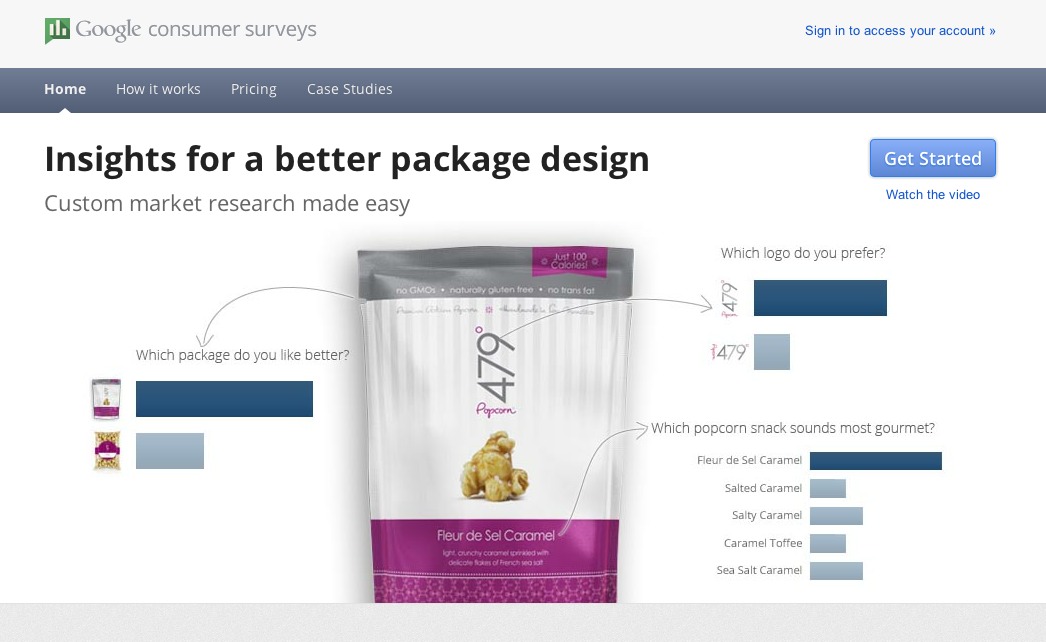 Google consumer surveys
Sign in to access your account »
Home
How it works
Pricing
Case Studies
Insights for a better package design
Get Started
Custom market research made easy
Watch the video
Just 100
Calories!
no GMOs • naturally gluten free • no trans fat
479°
Popcorn
Fleur de Sel Caramel
light, crunchy caramel sprinkled with
delicate flakes of French sea salt
Which package do you like better?
Which logo do you prefer?
479°
Popcorn
479°
Which popcorn snack sounds most gourmet?
Fleur de Sel Caramel
Salted Caramel
Salty Caramel
Caramel Toffee
Sea Salt Caramel